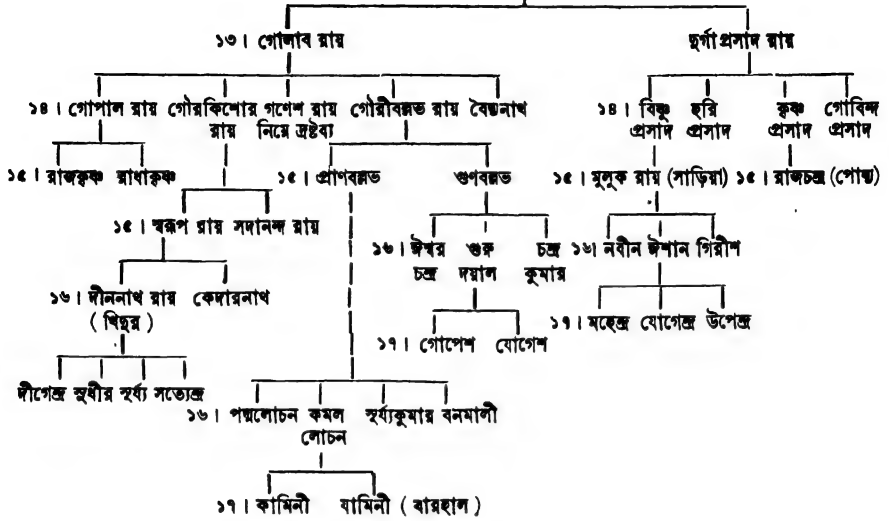 ১৩। গোলাব রায় দুর্গাপ্রসাদ রায়
১৪। গোপাল রায় গৌরকিশোর গণেশ রায় গৌরীবল্লভ রায় বৈদ্যনাথ ১৪। বিষ্ণু হরি কৃষ্ণ গোবিন্দ
রায় নিম্নে দ্রষ্টব্য প্রসাদ প্রসাদ প্রসাদ প্রসাদ
১৫। রাজকৃষ্ণ রাধাকৃষ্ণ ১৫। প্রাণবল্লভ গুণবল্লভ ১৫। মুলুক রায় (সাড়িয়া) ১৫। রাজচন্দ্র (পোষ্য)
১৫। স্বরূপ রায় সদানন্দ রায় ১৬। ঈশ্বর গুরু চন্দ্র ১৬। নবীন ঈশান গিরীশ
চন্দ্র দয়াল কুমার
১৬। দীননাথ রায় কেদারনাথ
(খিদুর) ১৭। গোপেশ যোগেশ ১৭। মহেন্দ্র যোগেন্দ্র উপেন্দ্র
দীগেন্দ্র সুধীর সূর্য্য সত্যেন্দ্র
১৬। পদ্মলোচন কমল সূর্য্যকুমার বনমালী
লোচন
১৭। কামিনী যামিনী (বারহাল)